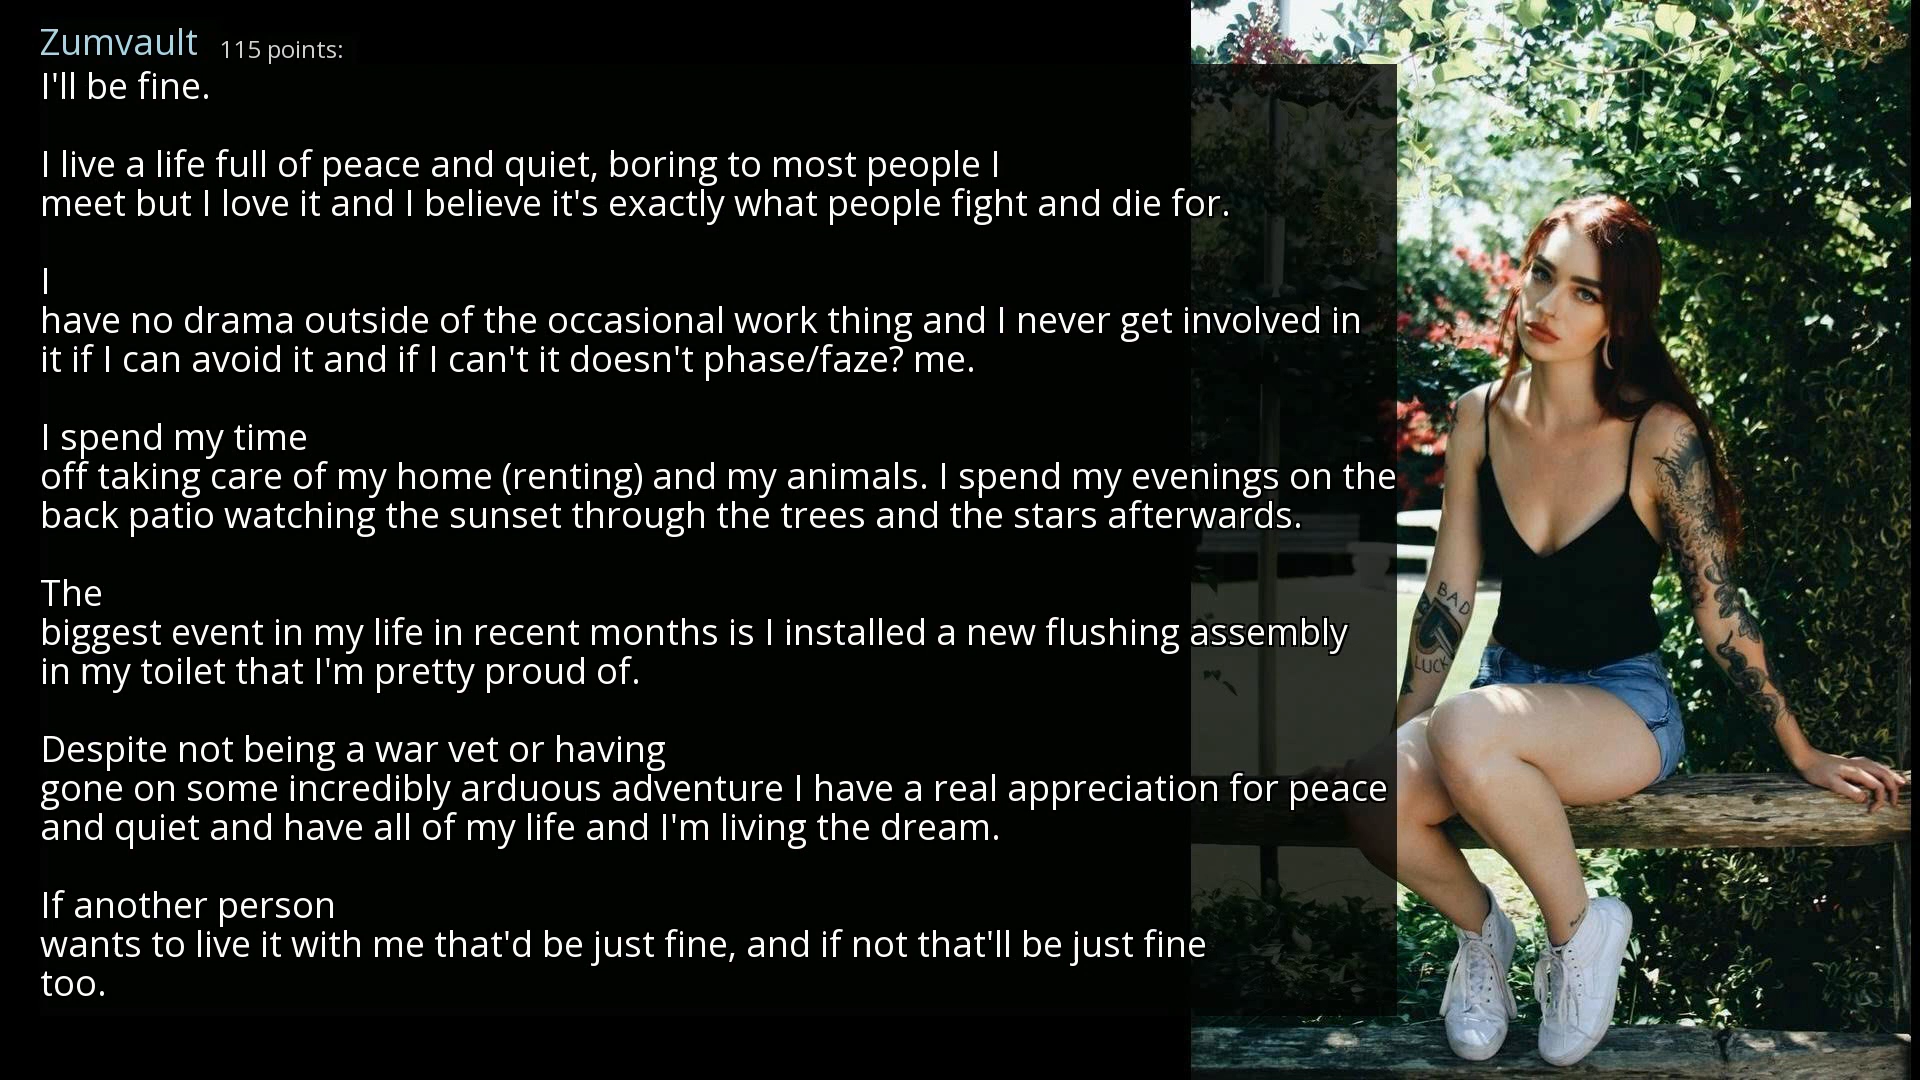 Zumvault 115 points:
I'll be fine.
I live a life full of peace and quiet, boring to most people I
meet but I love it and I believe it's exactly what people fight and die for.
I
have no drama outside of the occasional work thing and I never get involved in
it if I can avoid it and if I can't it doesn't phase/faze? me.
I spend my time
off taking care of my home (renting) and my animals. I spend my evenings on the
back patio watching the sunset through the trees and the stars afterwards.
The
biggest event in my life in recent months is I installed a new flushing assembly
in my toilet that I'm pretty proud of.
Despite not being a war vet or having
gone on some incredibly arduous adventure I have a real appreciation for peace
and quiet and have all of my life and I'm living the dream.
If another person
wants to live it with me that'd be just fine, and if not that'll be just fine
too.
BAD
LUCK